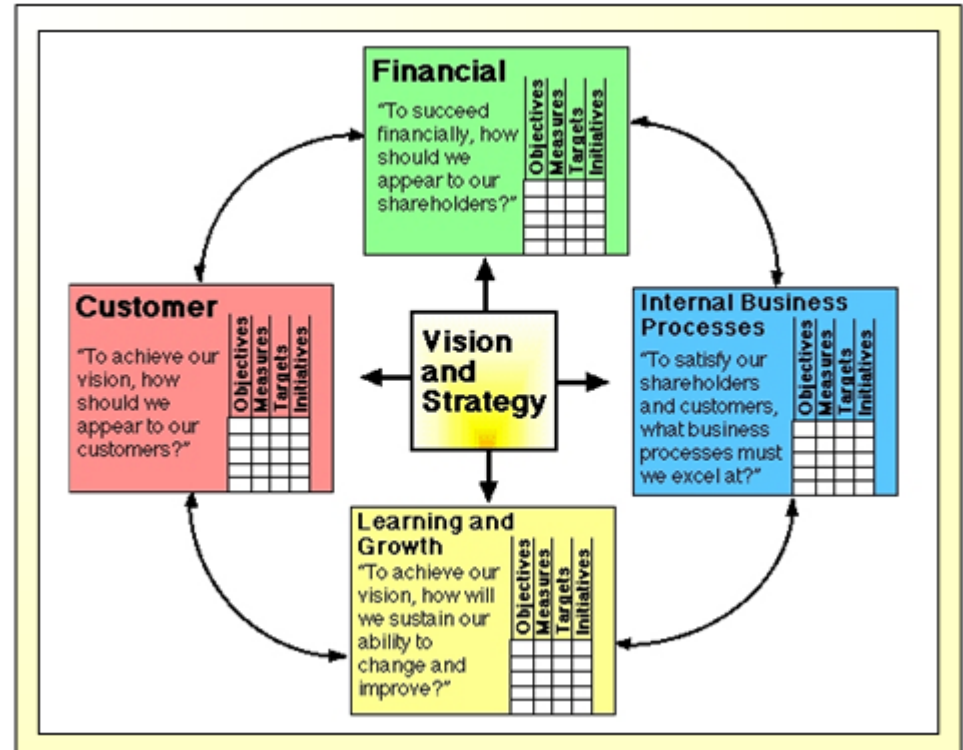 Financial
“To succeed
financially, how
should we
appear to our
shareholders?”
Objectives
Measures
Targets
Initiatives
Customer
“To achieve our
vision, how
should we
appear to our
customers?”
Objectives
Measures
Targets
Initiatives
Vision
and
Strategy
Internal Business
Processes
“To satisfy our
shareholders
and customers,
what business
processes must
we excel at?”
Objectives
Measures
Targets
Initiatives
Learning and
Growth
“To achieve our
vision, how will
we sustain our
ability to
change and
improve?”
Objectives
Measures
Targets
Initiatives